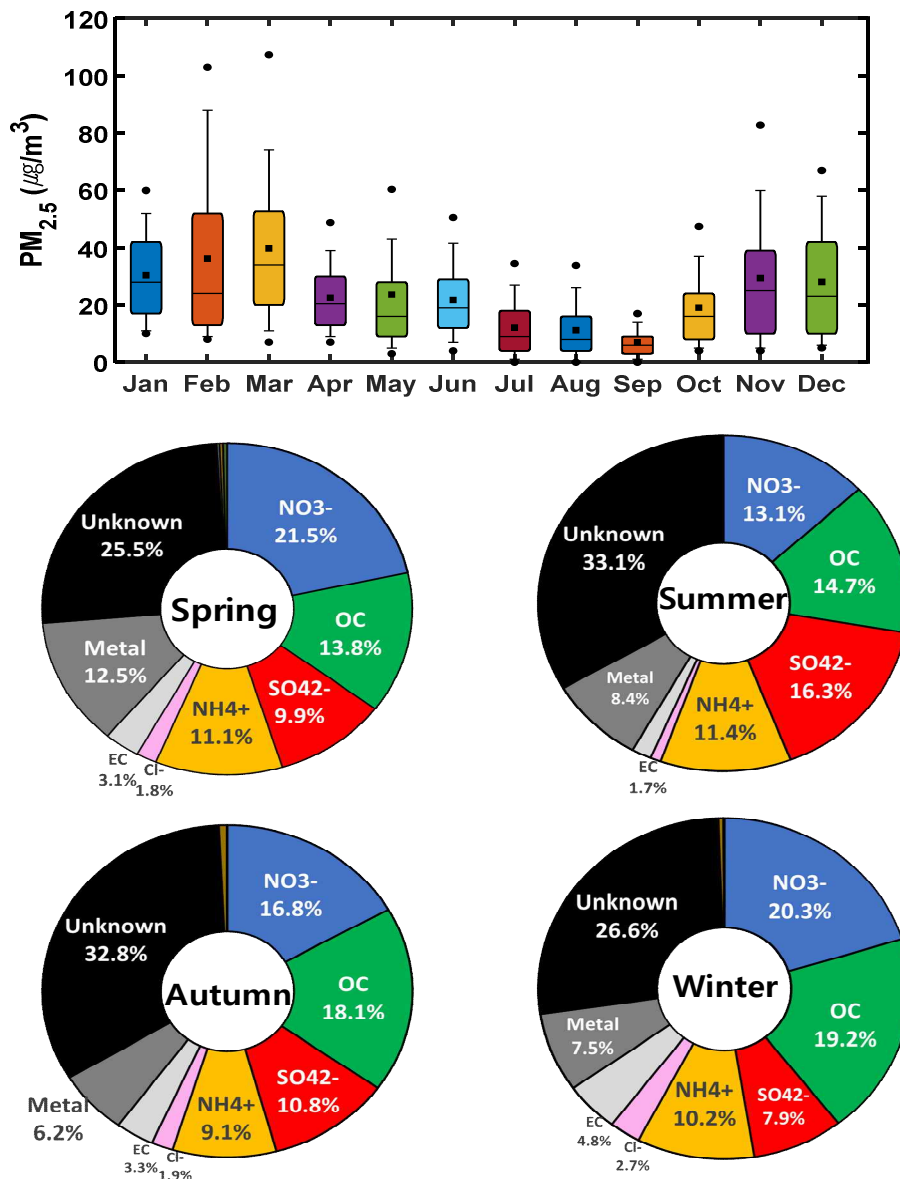 120
100
80
60
40
20
0
PM2.5 (㎍/m3)
Jan Feb Mar Apr May Jun Jul Aug Sep Oct Nov Dec
Spring
NO3-
21.5%
OC
13.8%
SO42-
9.9%
NH4+
11.1%
Cl-
1.8%
EC
3.1%
Metal
12.5%
Unknown
25.5%
Summer
NO3-
13.1%
OC
14.7%
SO42-
16.3%
NH4+
11.4%
EC
1.7%
Metal
8.4%
Unknown
33.1%
Autumn
NO3-
16.8%
OC
18.1%
SO42-
10.8%
NH4+
9.1%
Cl-
1.9%
EC
3.3%
Metal
6.2%
Unknown
32.8%
Winter
NO3-
20.3%
OC
19.2%
SO42-
7.9%
NH4+
10.2%
Cl-
2.7%
EC
4.8%
Metal
7.5%
Unknown
26.6%